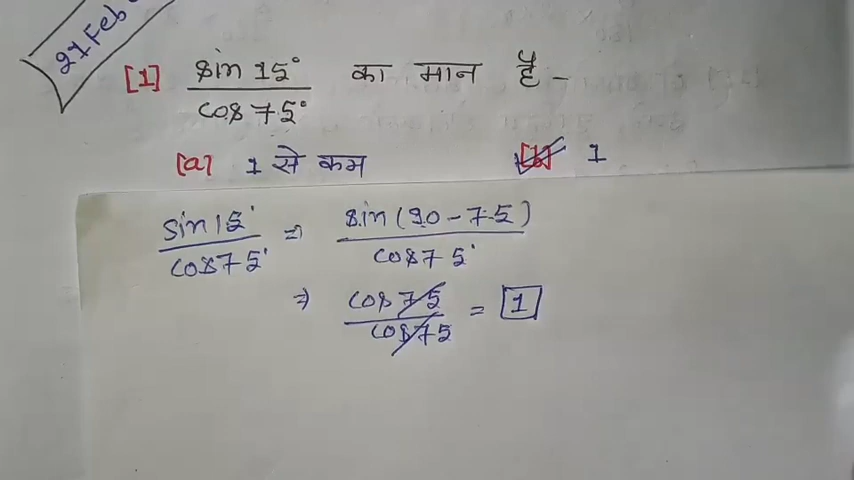 27 Feb
[1] sin 15° / cos 75° का मान है -
[a] 1 से कम [b] 1
sin 15° / cos 75° ⇒ sin (90 - 75) / cos 75°
⇒ cos 75 / cos 75 = 1